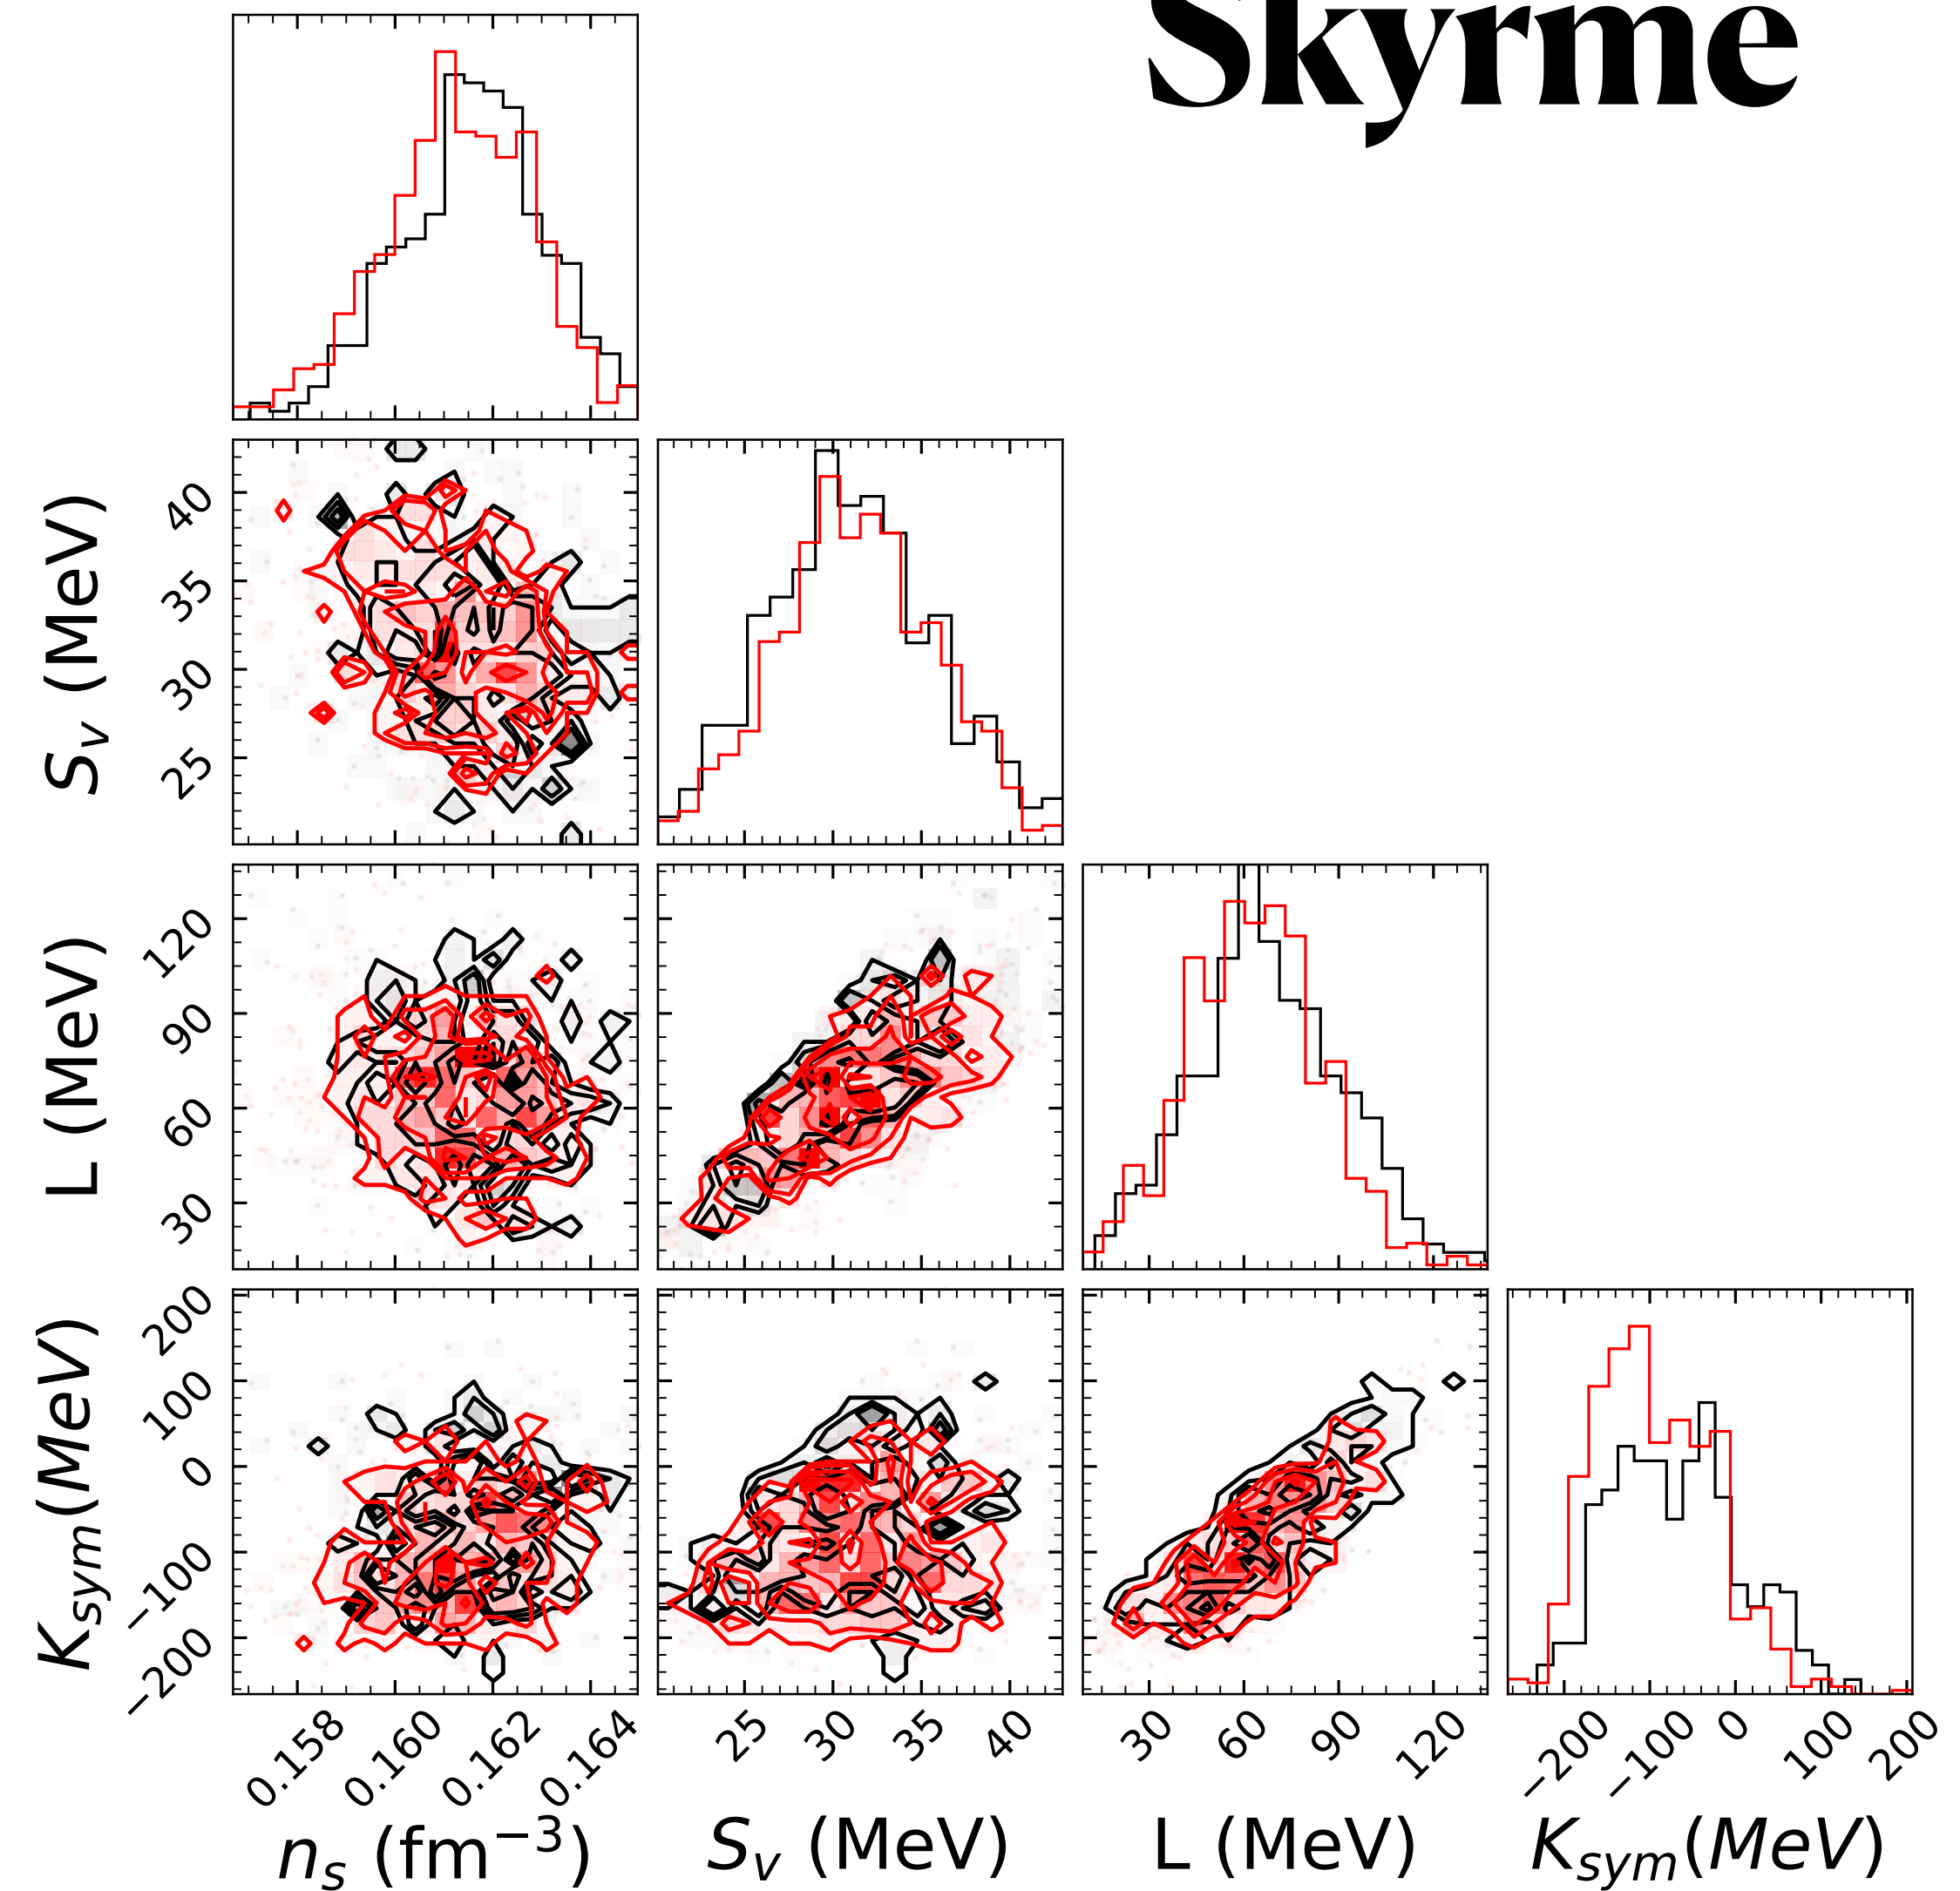 Skyrme
S_v (MeV)
40
35
30
25
L (MeV)
120
90
60
30
K_sym(MeV)
200
100
0
−100
−200
0.158 0.160 0.162 0.164
25 30 35 40
30 60 90 120
−200 −100 0 100 200
n_s (fm⁻³) S_v (MeV) L (MeV) K_sym(MeV)